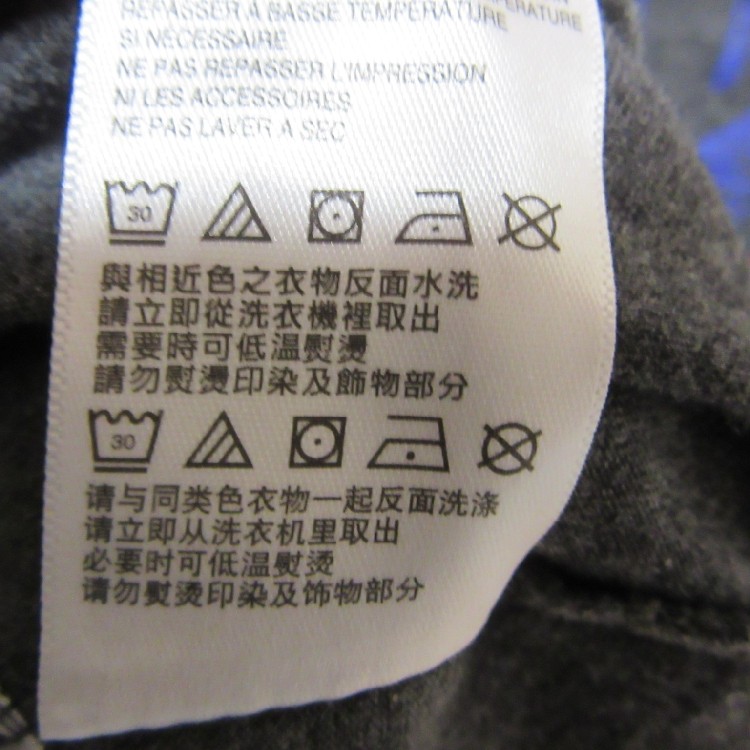 REPASSER A BASSE TEMPERATURE
SI NECESSAIRE
NE PAS REPASSER L'IMPRESSION
NI LES ACCESSOIRES
NE PAS LAVER A SEC
30
與相近色之衣物反面水洗
請立即從洗衣機裡取出
需要時可低溫熨燙
請勿熨燙印染及飾物部分
30
请与同类色衣物一起反面洗涤
请立即从洗衣机里取出
必要时可低温熨烫
请勿熨烫印染及饰物部分